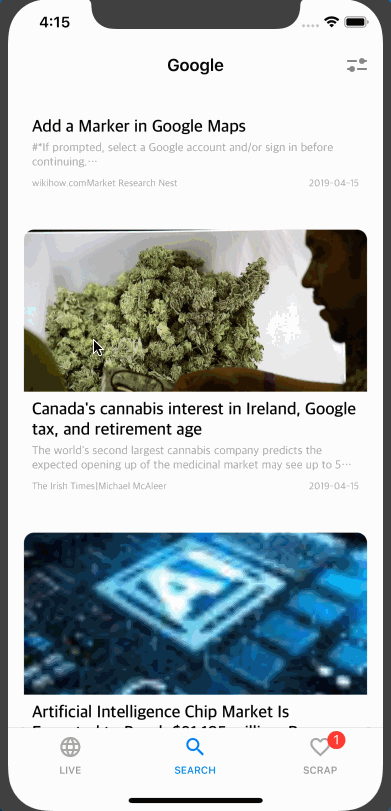 4:15
Google
Add a Marker in Google Maps
#*If prompted, select a Google account and/or sign in before
continuing.…
wikihow comMarket Research Nest 2019-04-15
Canada's cannabis interest in Ireland, Google
tax, and retirement age
The world's second largest cannabis company predicts the
expected opening up of the medicinal market may see up to 5…
The Irish Times|Michael McAleer 2019-04-15
AI
Artificial Intelligence Chip Market Is
1
LIVE SEARCH SCRAP